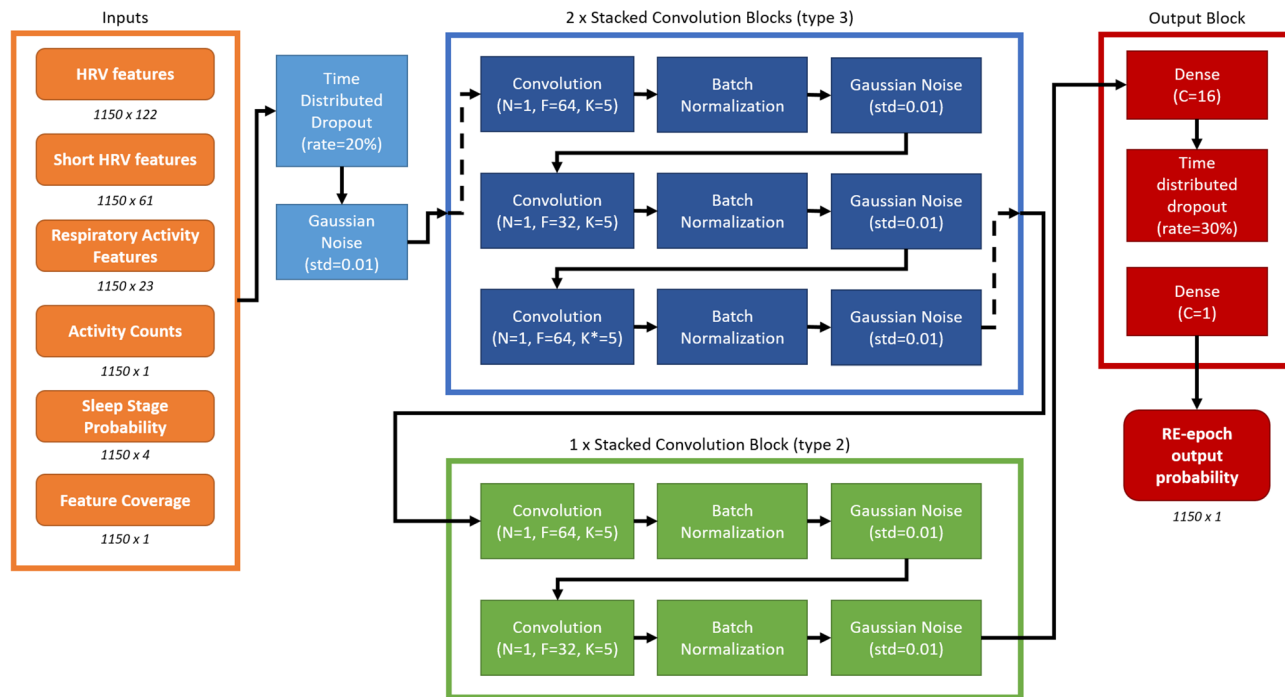 Inputs
HRV features
1150 x 122
Short HRV features
1150 x 61
Respiratory Activity
Features
1150 x 23
Activity Counts
1150 x 1
Sleep Stage
Probability
1150 x 4
Feature Coverage
1150 x 1
Time
Distributed
Dropout
(rate=20%)
Gaussian
Noise
(std=0.01)
2 x Stacked Convolution Blocks (type 3)
Convolution
(N=1, F=64, K=5)
Batch
Normalization
Gaussian Noise
(std=0.01)
Convolution
(N=1, F=32, K=5)
Batch
Normalization
Gaussian Noise
(std=0.01)
Convolution
(N=1, F=64, K*=5)
Batch
Normalization
Gaussian Noise
(std=0.01)
1 x Stacked Convolution Block (type 2)
Convolution
(N=1, F=64, K=5)
Batch
Normalization
Gaussian Noise
(std=0.01)
Convolution
(N=1, F=32, K=5)
Batch
Normalization
Gaussian Noise
(std=0.01)
Output Block
Dense
(C=16)
Time
distributed
dropout
(rate=30%)
Dense
(C=1)
RE-epoch
output
probability
1150 x 1